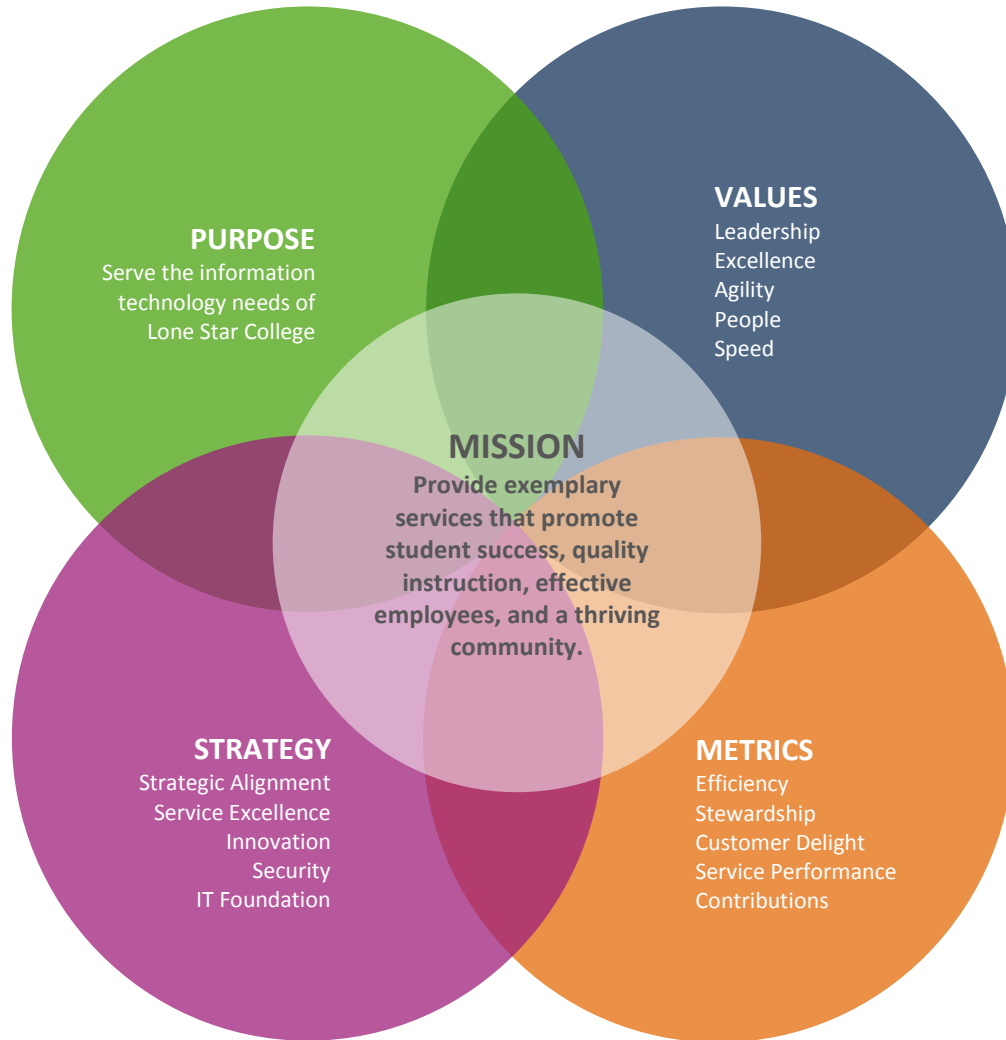 PURPOSE
Serve the information
technology needs of
Lone Star College
VALUES
Leadership
Excellence
Agility
People
Speed
MISSION
Provide exemplary
services that promote
student success, quality
instruction, effective
employees, and a thriving
community.
STRATEGY
Strategic Alignment
Service Excellence
Innovation
Security
IT Foundation
METRICS
Efficiency
Stewardship
Customer Delight
Service Performance
Contributions